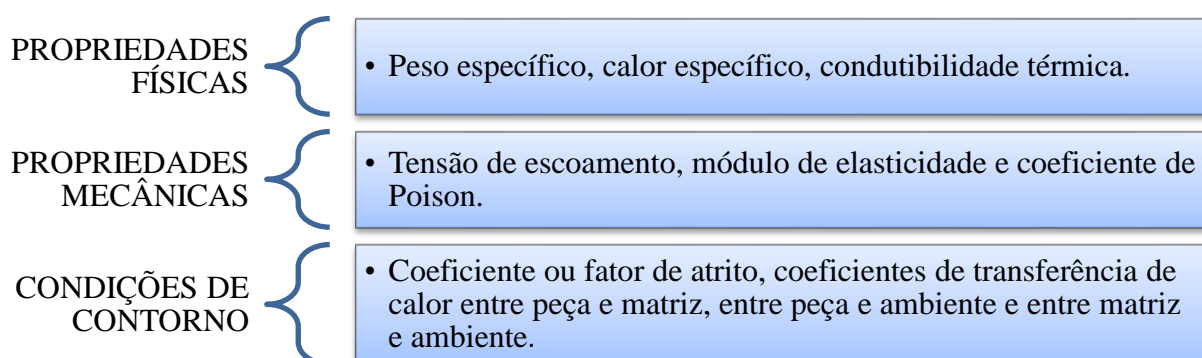 PROPRIEDADES
FÍSICAS
• Peso específico, calor específico, condutibilidade térmica.
PROPRIEDADES
MECÂNICAS
• Tensão de escoamento, módulo de elasticidade e coeficiente de
Poison.
CONDIÇÕES DE
CONTORNO
• Coeficiente ou fator de atrito, coeficientes de transferência de
calor entre peça e matriz, entre peça e ambiente e entre matriz
e ambiente.